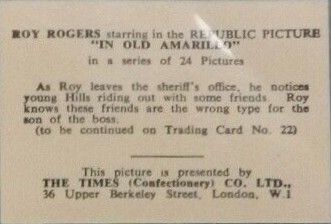 ROY ROGERS starring in the REPUBLIC PICTURE
"IN OLD AMARILLO"
in a series of 24 Pictures
As Roy leaves the sheriff's office, he notices
young Hills riding out with some friends. Roy
knows these friends are the wrong type for the
son of the boss.
(to be continued on Trading Card No. 22)
This picture is presented by
THE TIMES (Confectionery) CO. LTD.,
36 Upper Berkeley Street, London, W.1